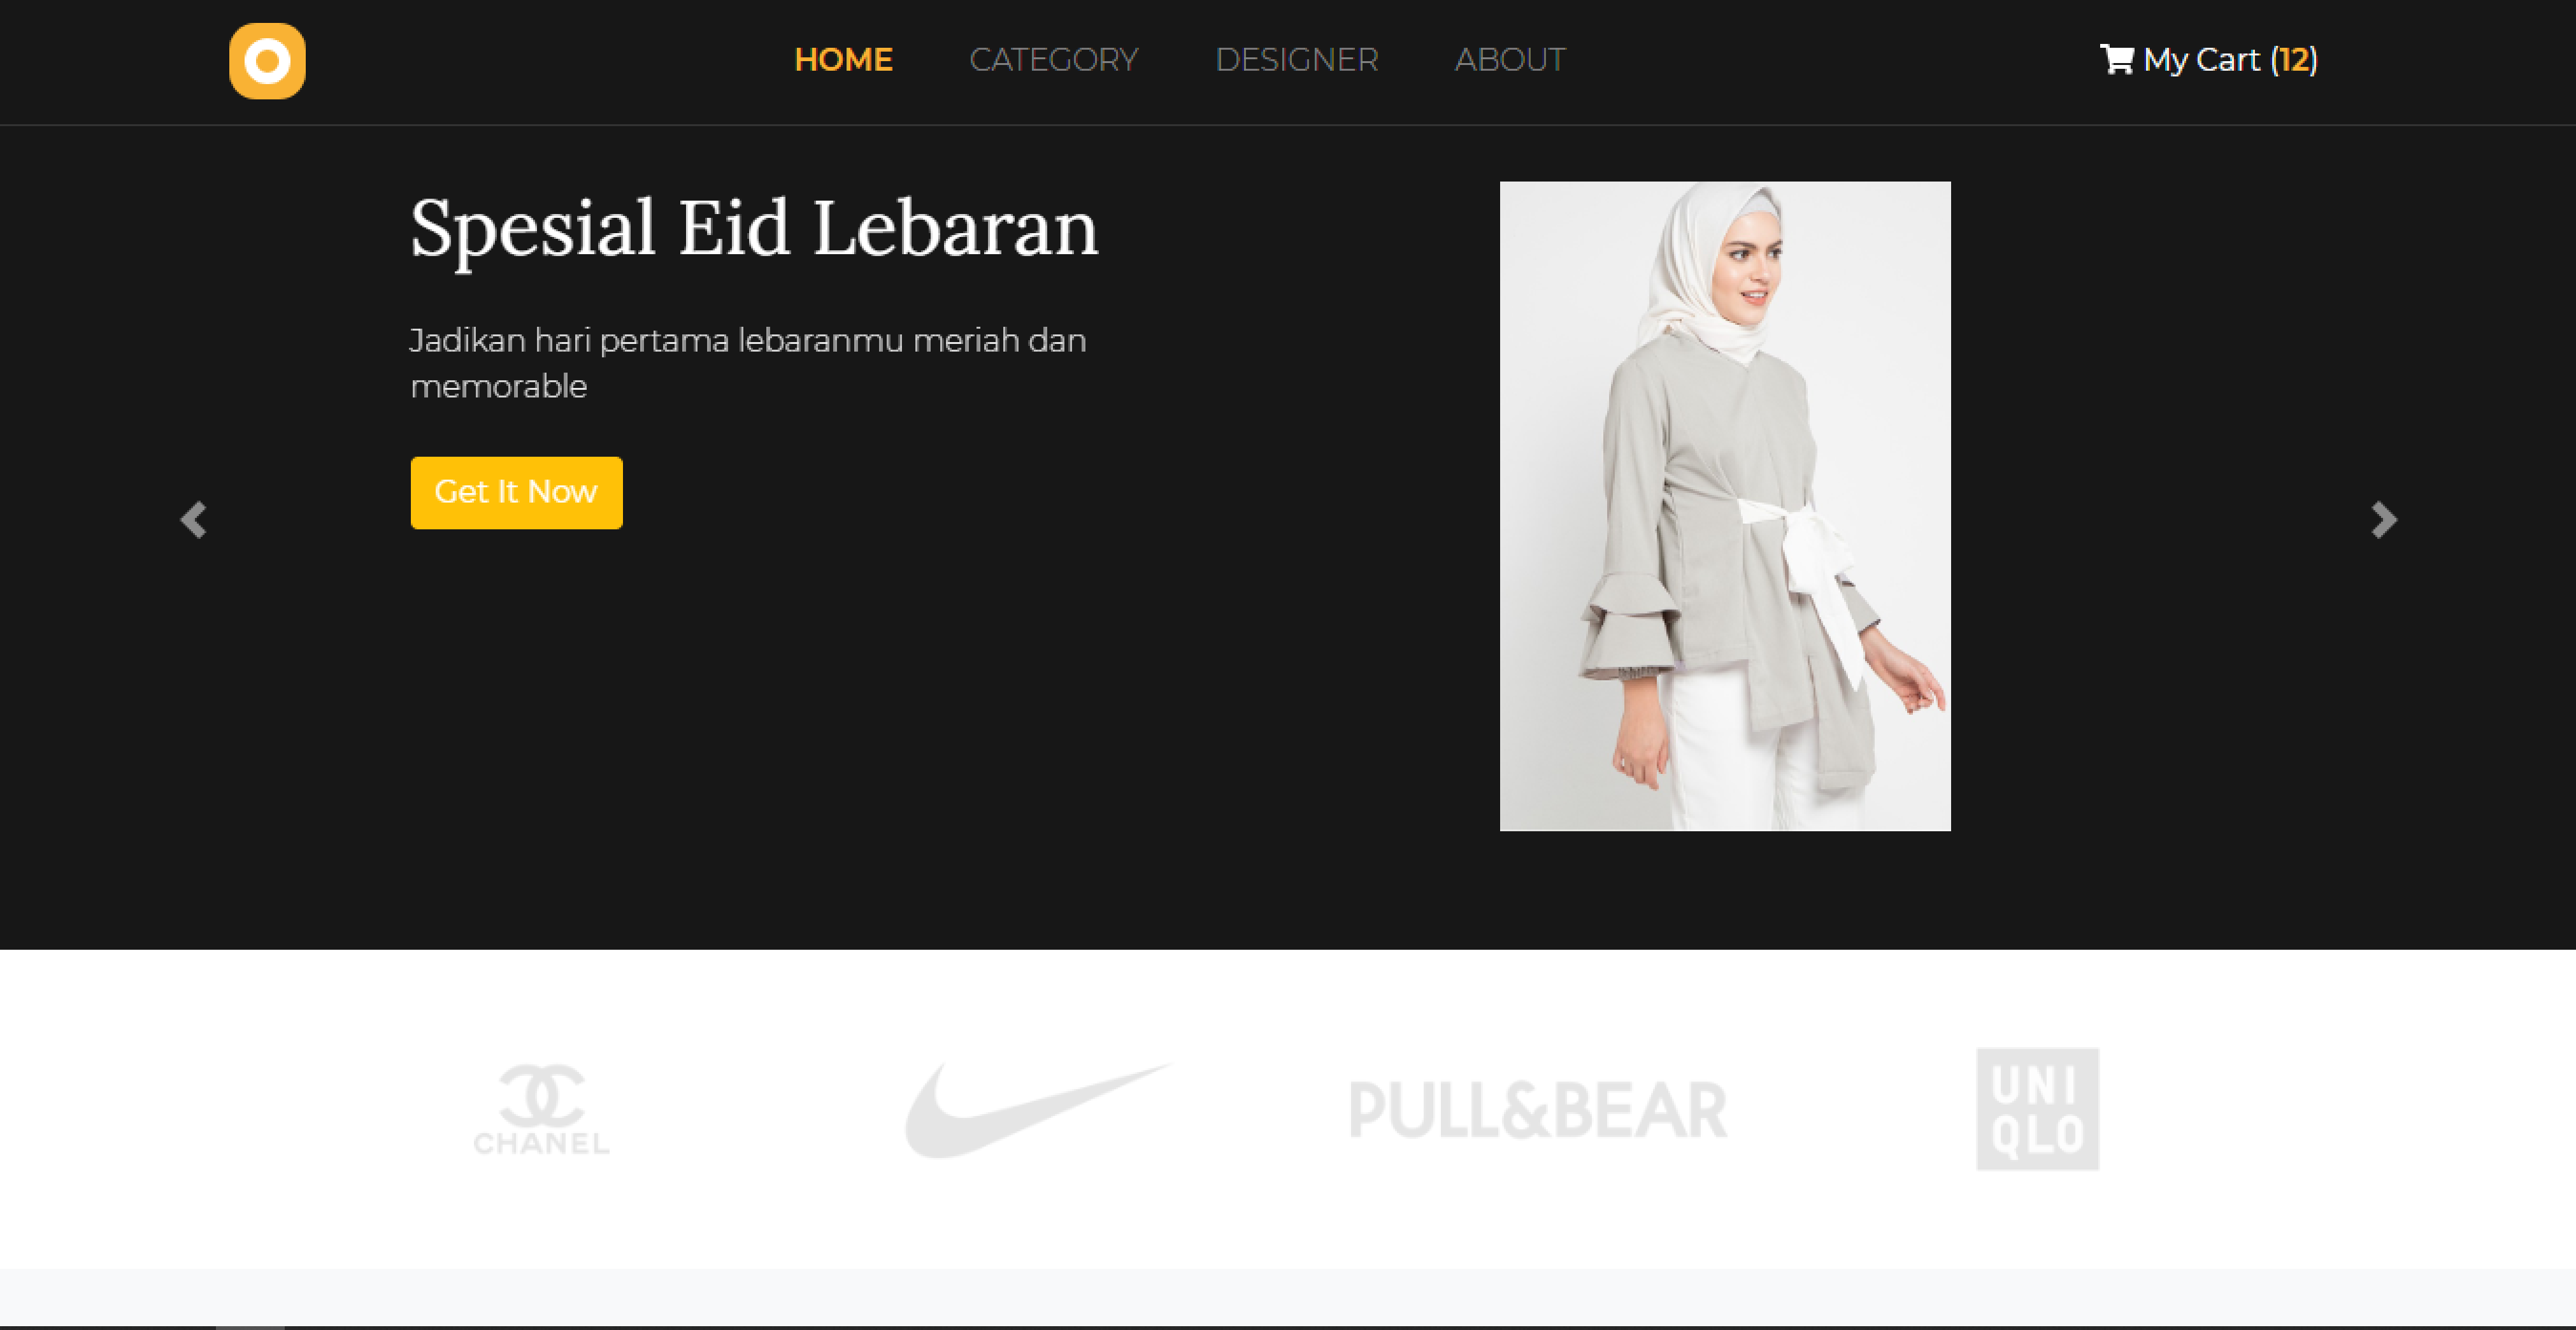 HOME CATEGORY DESIGNER ABOUT My Cart (12)
Spesial Eid Lebaran
Jadikan hari pertama lebaranmu meriah dan
memorable
Get It Now
CHANEL
PULL&BEAR
UNI
QLO